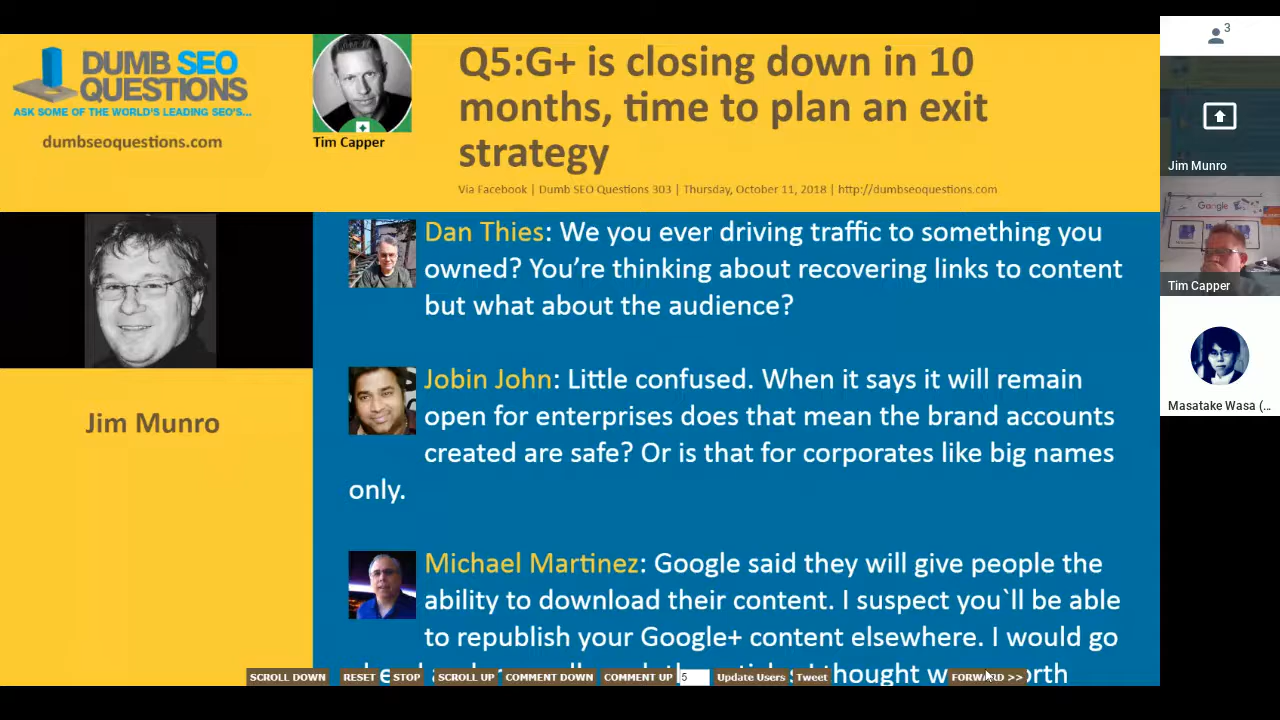 DUMB SEO
QUESTIONS
ASK SOME OF THE WORLD'S LEADING SEO'S...
dumbseoquestions.com
Tim Capper
Q5:G+ is closing down in 10
months, time to plan an exit
strategy
Via Facebook | Dumb SEO Questions 303 | Thursday, October 11, 2018 | http://dumbseoquestions.com
Jim Munro
Dan Thies: We you ever driving traffic to something you
owned? You're thinking about recovering links to content
but what about the audience?
Jobin John: Little confused. When it says it will remain
open for enterprises does that mean the brand accounts
created are safe? Or is that for corporates like big names
only.
Michael Martinez: Google said they will give people the
ability to download their content. I suspect you`ll be able
to republish your Google+ content elsewhere. I would go
thought
SCROLL DOWN RESET STOP SCROLL UP COMMENT DOWN COMMENT UP 5 Update Users Tweet FORWARD >>
3
Jim Munro
Google
Tim Capper
Masatake Wasa (...